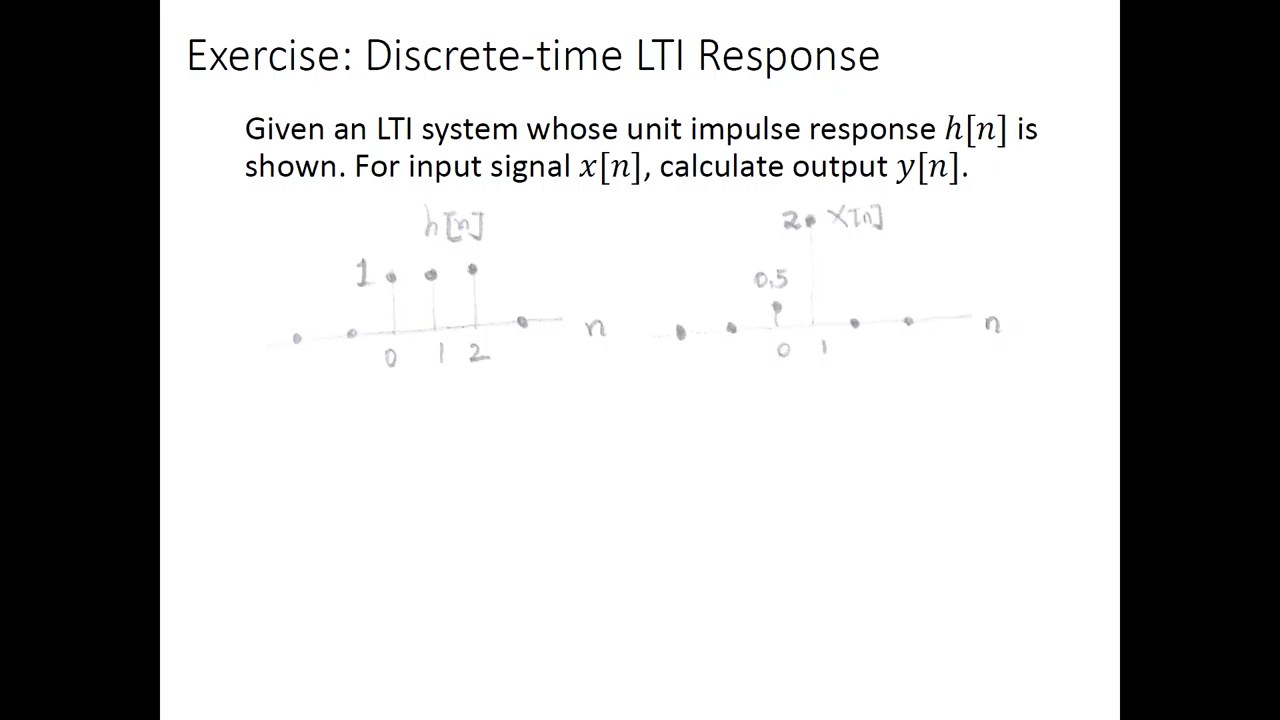 Exercise: Discrete-time LTI Response
Given an LTI system whose unit impulse response h[n] is
shown. For input signal x[n], calculate output y[n].
h[n]
1
0 1 2
n
2 X[n]
0.5
0 1
n